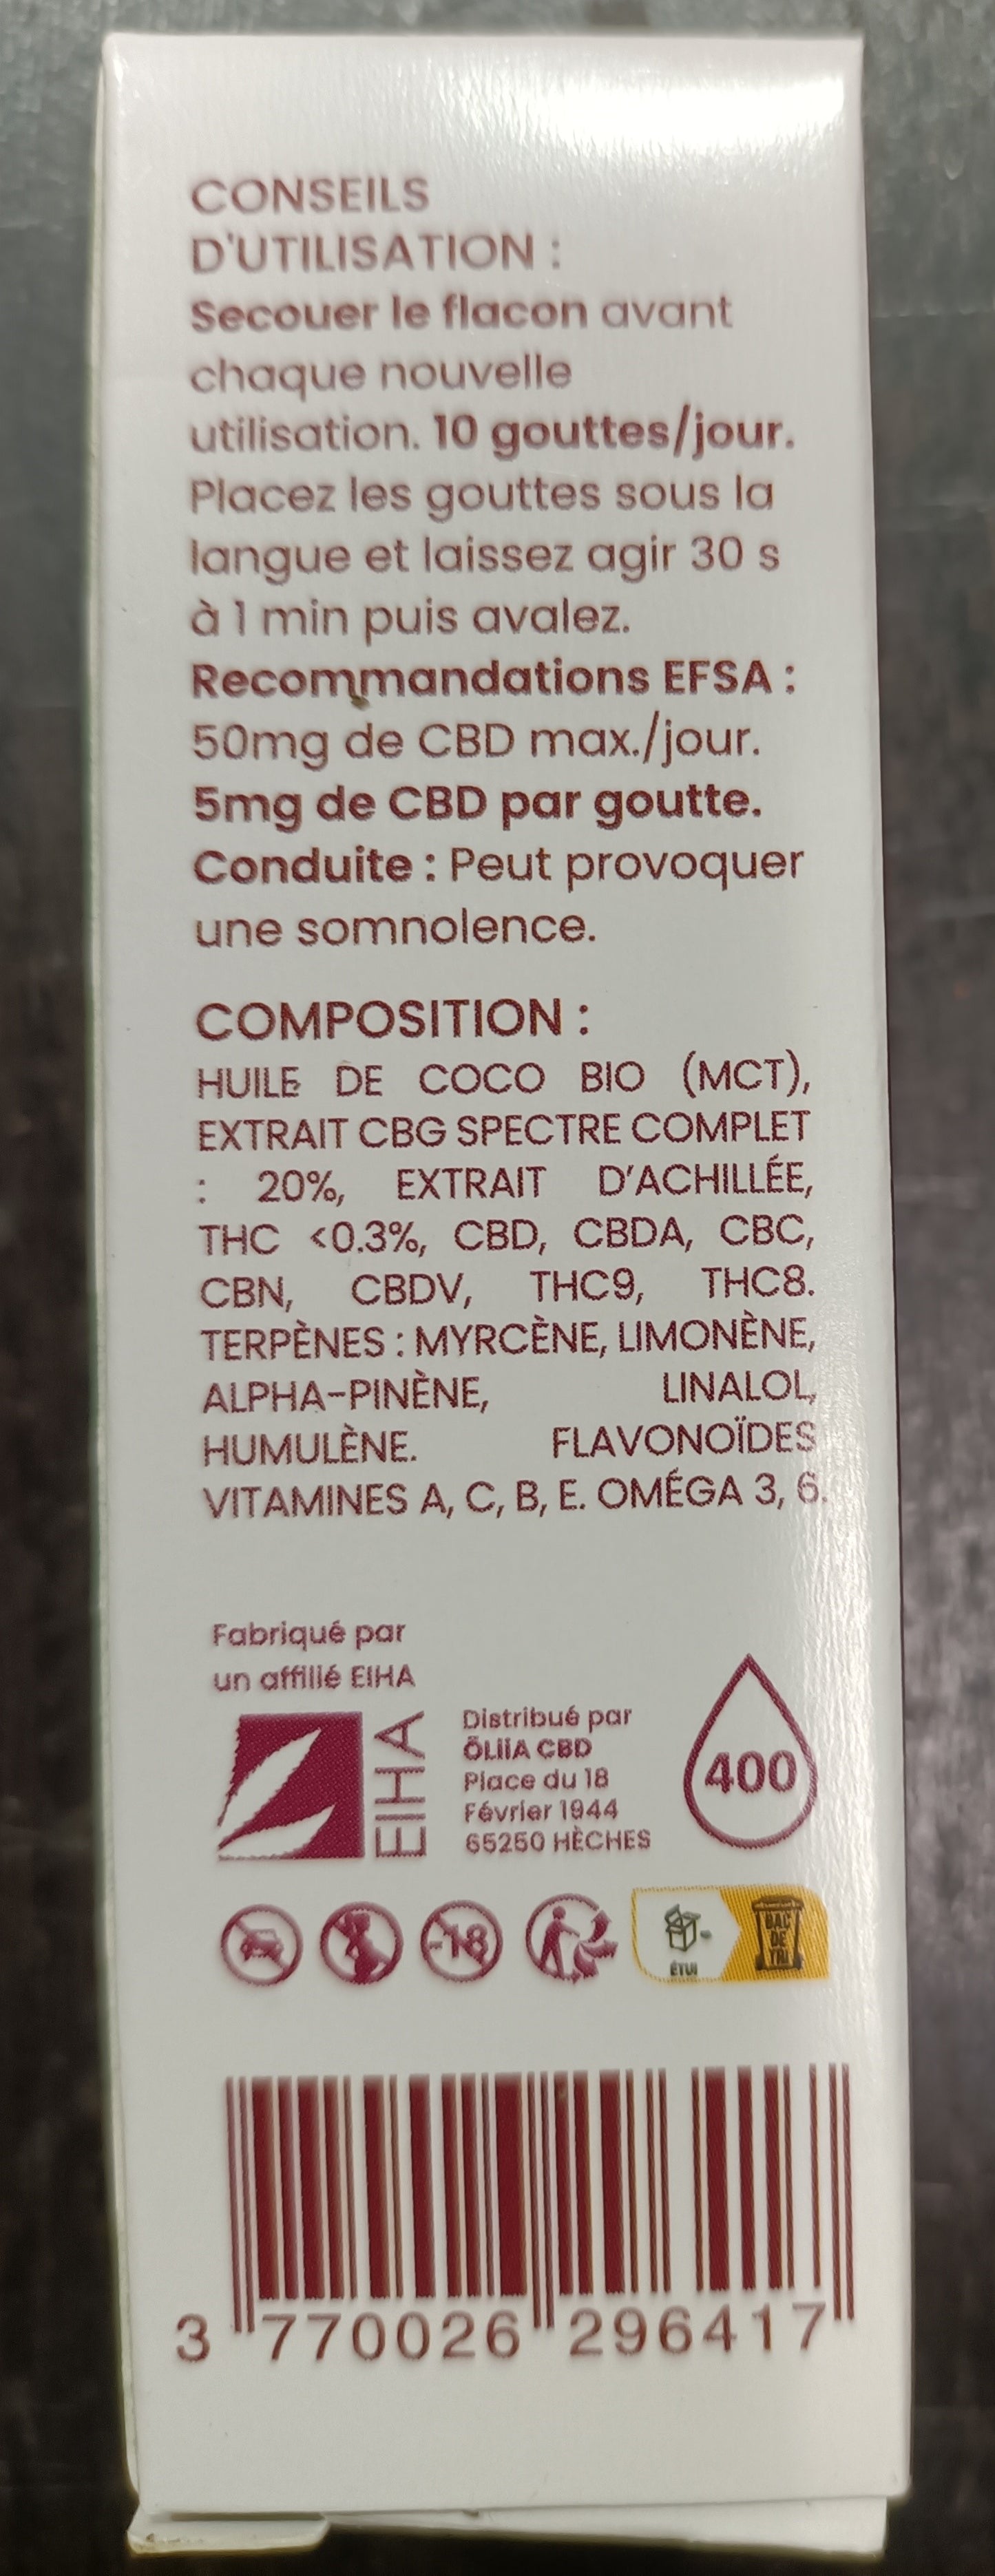 CONSEILS
D'UTILISATION :
Secouer le flacon avant
chaque nouvelle
utilisation. 10 gouttes/jour.
Placez les gouttes sous la
langue et laissez agir 30 s
à 1 min puis avalez.
Recommandations EFSA :
50mg de CBD max./jour.
5mg de CBD par goutte.
Conduite : Peut provoquer
une somnolence.
COMPOSITION :
HUILE DE COCO BIO (MCT),
EXTRAIT CBG SPECTRE COMPLET
: 20%, EXTRAIT D'ACHILLÉE,
THC <0.3%, CBD, CBDA, CBC,
CBN, CBDV, THC9, THC8.
TERPÈNES : MYRCÈNE, LIMONÈNE,
ALPHA-PINÈNE, LINALOL,
HUMULÈNE. FLAVONOÏDES
VITAMINES A, C, B, E. OMÉGA 3, 6.
Fabriqué par
un affilié EIHA
EIHA
Distribué par
ÖLIIA CBD
Place du 18
Février 1944
65250 HÈCHES
400
-18
ÉTUI
BAC
DE
TRI
3 770026 296417